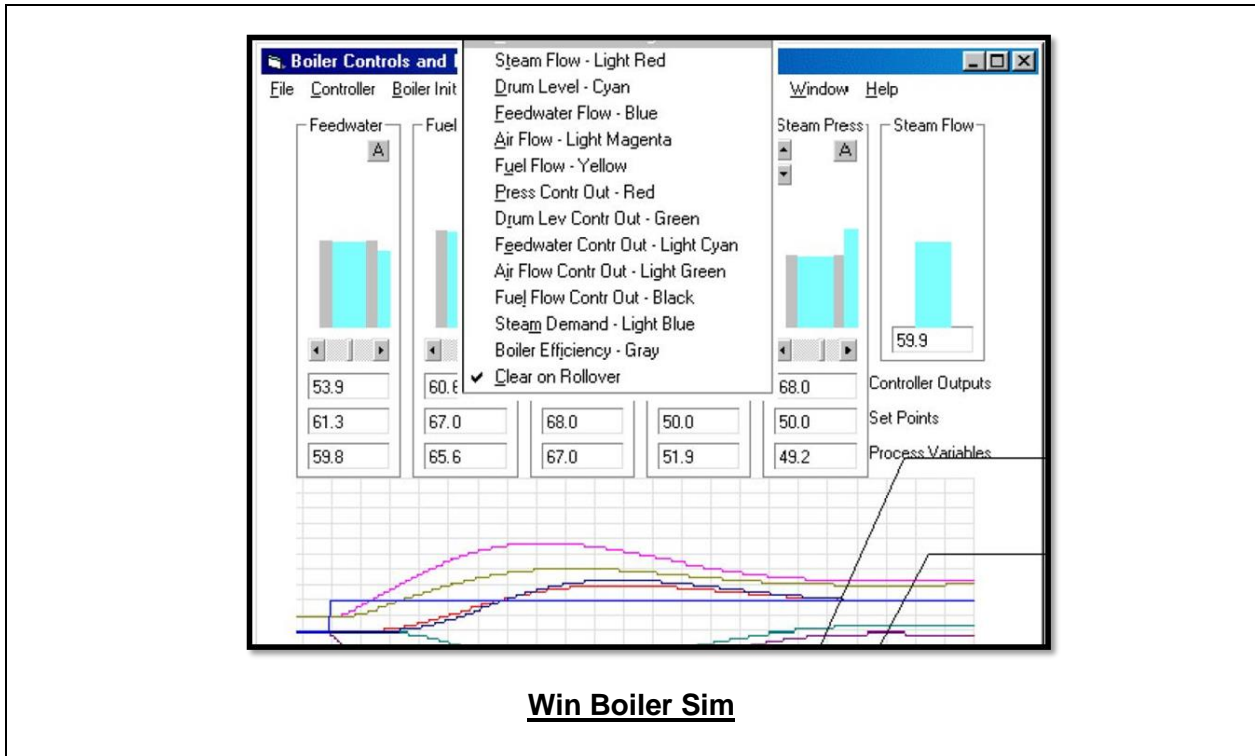 Boiler Controls and
File Controller Boiler Init Window Help
Steam Flow - Light Red
Drum Level - Cyan
Feedwater Flow - Blue
Air Flow - Light Magenta
Fuel Flow - Yellow
Press Contr Out - Red
Drum Lev Contr Out - Green
Feedwater Contr Out - Light Cyan
Air Flow Contr Out - Light Green
Fuel Flow Contr Out - Black
Steam Demand - Light Blue
Boiler Efficiency - Gray
✔ Clear on Rollover
Feedwater Fuel Steam Press Steam Flow
A A
59.9
53.9 60.6 68.0 Controller Outputs
61.3 67.0 68.0 50.0 50.0 Set Points
59.8 65.6 67.0 51.9 49.2 Process Variables
Win Boiler Sim